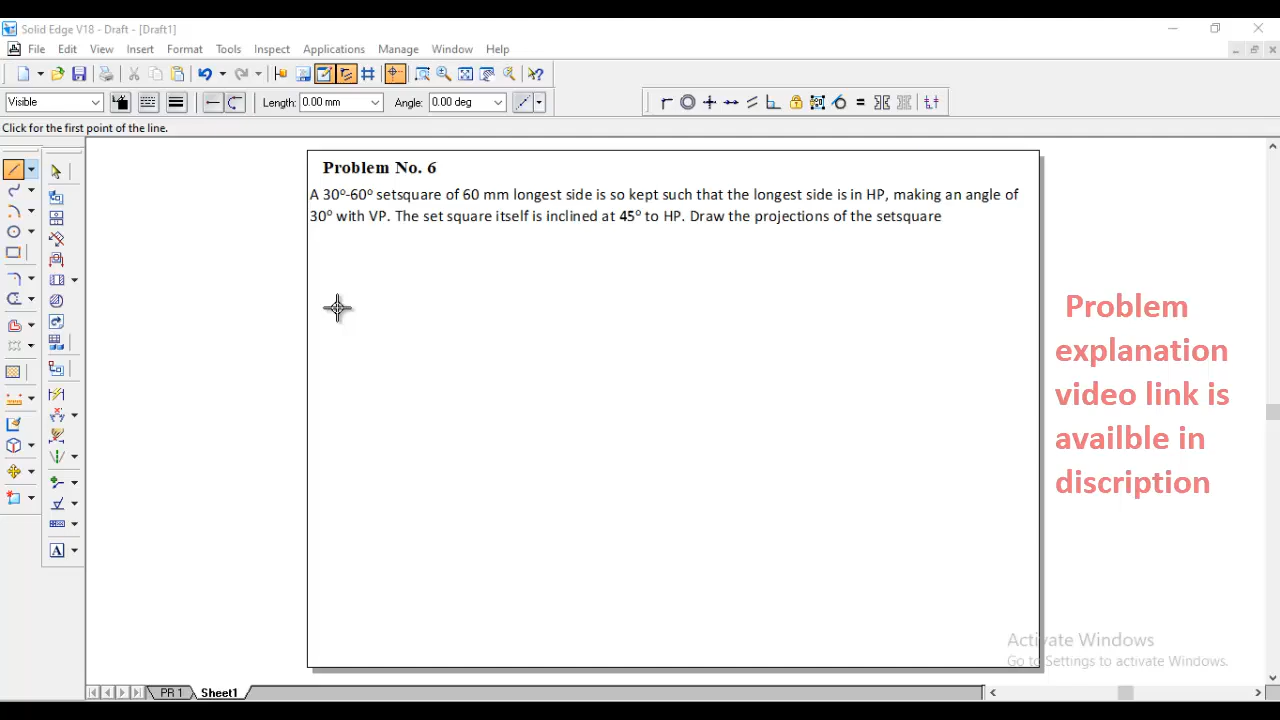 Solid Edge V18 - Draft - [Draft1]
File Edit View Insert Format Tools Inspect Applications Manage Window Help
Visible Length: 0.00 mm Angle: 0.00 deg
Click for the first point of the line.
Problem No. 6
A 30º-60º setsquare of 60 mm longest side is so kept such that the longest side is in HP, making an angle of
30º with VP. The set square itself is inclined at 45º to HP. Draw the projections of the setsquare
Problem
explanation
video link is
availble in
discription
Activate Windows
Go to Settings to activate Windows.
PR 1 Sheet1